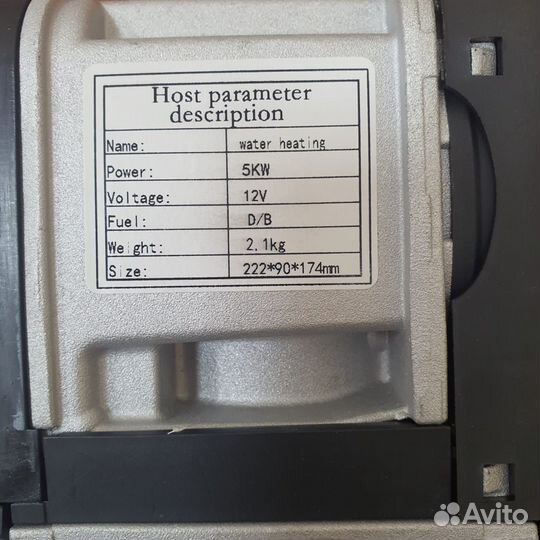 Host parameter
description
Name: water heating
Power: 5KW
Voltage: 12V
Fuel: D/B
Weight: 2.1kg
Size: 222*90*174mm
Avito